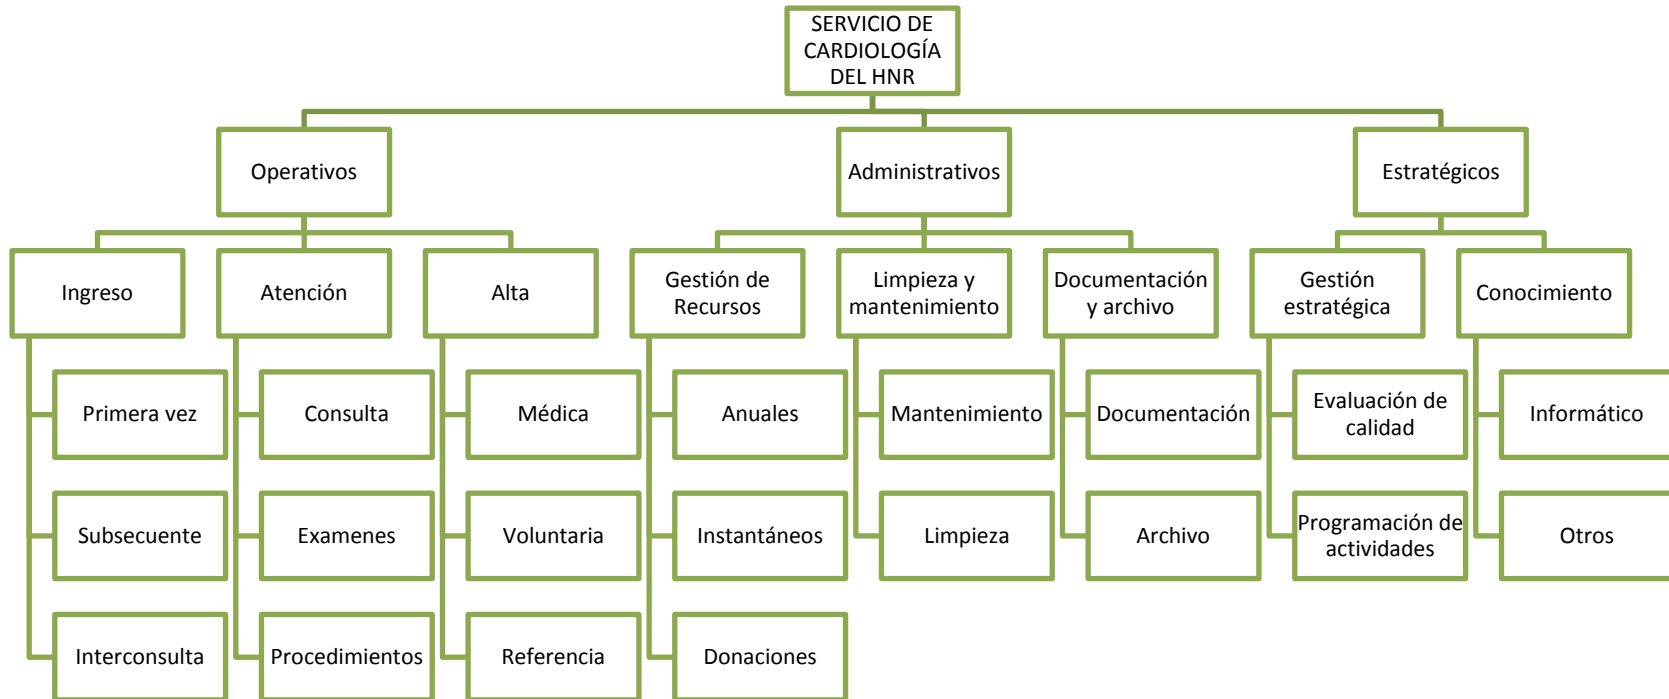 SERVICIO DE
CARDIOLOGÍA
DEL HNR
Operativos
Administrativos
Estratégicos
Ingreso
Atención
Alta
Gestión de
Recursos
Limpieza y
mantenimiento
Documentación
y archivo
Gestión
estratégica
Conocimiento
Primera vez
Consulta
Médica
Anuales
Mantenimiento
Documentación
Evaluación de
calidad
Informático
Subsecuente
Examenes
Voluntaria
Instantáneos
Limpieza
Archivo
Programación de
actividades
Otros
Interconsulta
Procedimientos
Referencia
Donaciones